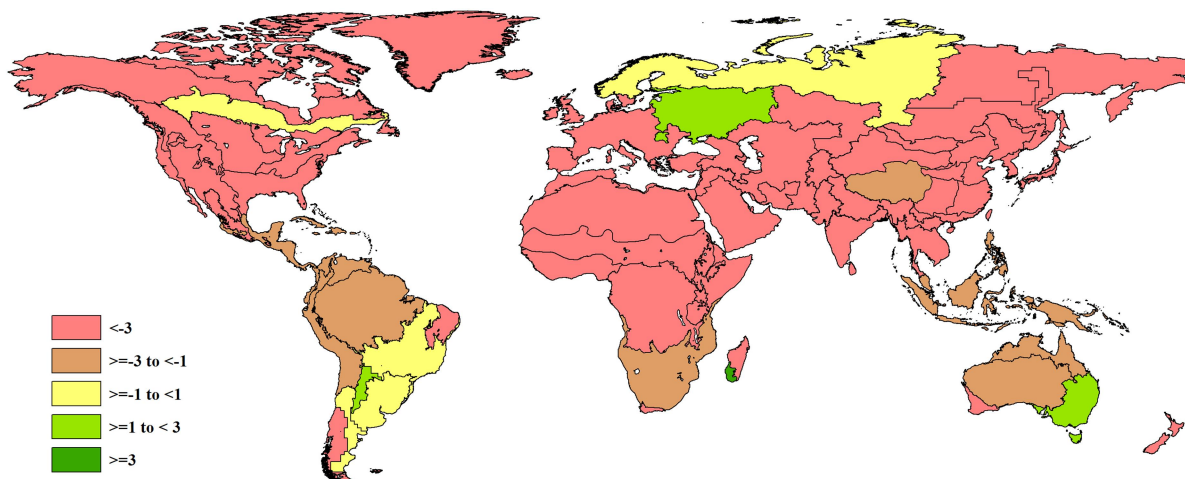 <-3
>=-3 to <-1
>=-1 to <1
>=1 to < 3
>=3